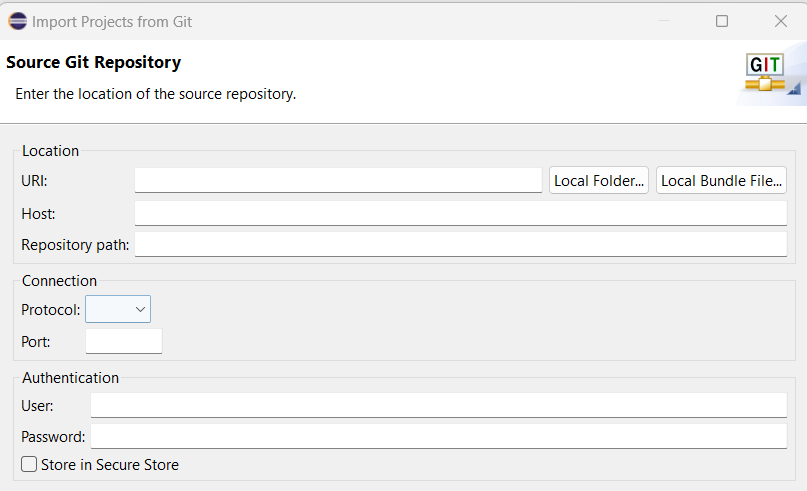 Import Projects from Git
Source Git Repository
GIT
Enter the location of the source repository.
Location
URI: Local Folder... Local Bundle File...
Host:
Repository path:
Connection
Protocol:
Port:
Authentication
User:
Password:
Store in Secure Store